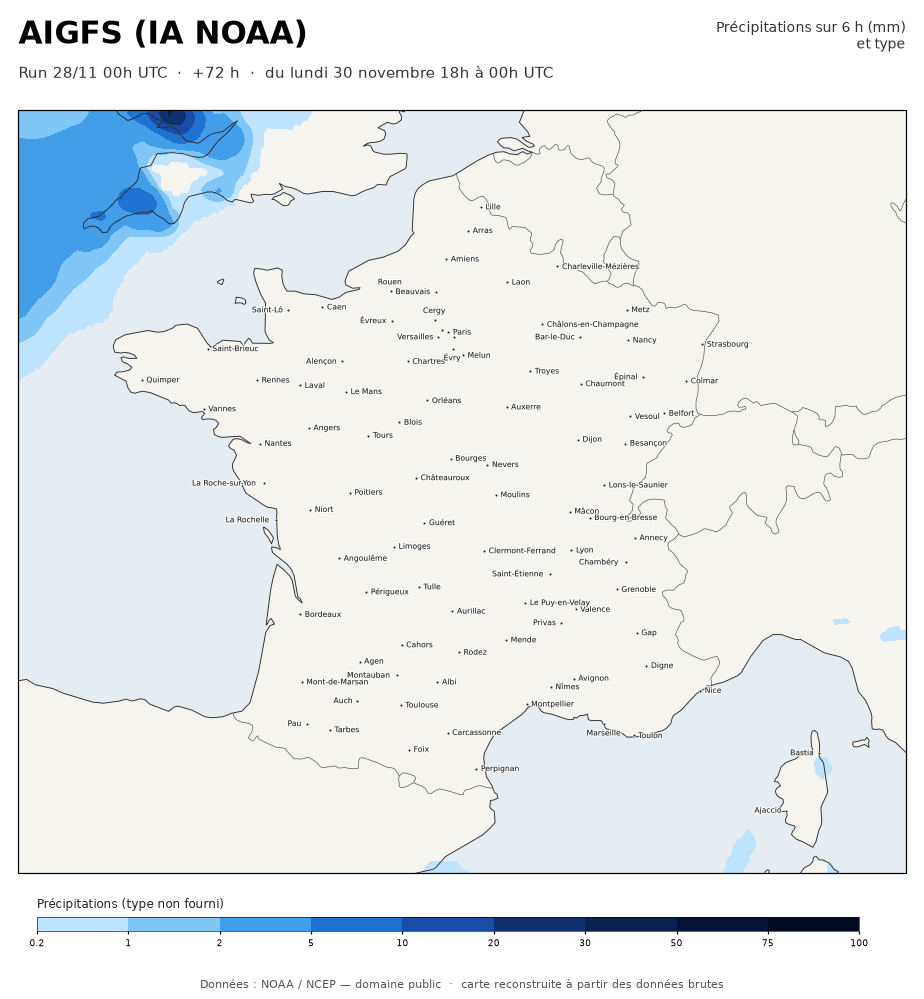 AIGFS (IA NOAA)
Précipitations sur 6 h (mm)
et type
Run 28/11 00h UTC · +72 h · du lundi 30 novembre 18h à 00h UTC
Lille
Arras
Amiens
Charleville-Mézières
Rouen
Beauvais
Laon
Saint-Lô
Caen
Cergy
Metz
Évreux
Châlons-en-Champagne
Versailles
Paris
Bar-le-Duc
Nancy
Strasbourg
Saint-Brieuc
Alençon
Chartres
Évry
Melun
Quimper
Rennes
Laval
Le Mans
Troyes
Chaumont
Épinal
Colmar
Vannes
Orléans
Auxerre
Vesoul
Belfort
Angers
Blois
Tours
Nantes
Dijon
Besançon
Bourges
Nevers
La Roche-sur-Yon
Châteauroux
Lons-le-Saunier
Poitiers
Moulins
Niort
Mâcon
Bourg-en-Bresse
La Rochelle
Guéret
Annecy
Angoulême
Limoges
Clermont-Ferrand
Lyon
Chambéry
Saint-Étienne
Périgueux
Tulle
Grenoble
Bordeaux
Aurillac
Le Puy-en-Velay
Valence
Privas
Gap
Cahors
Mende
Rodez
Agen
Digne
Montauban
Mont-de-Marsan
Albi
Avignon
Nîmes
Nice
Auch
Toulouse
Montpellier
Pau
Tarbes
Carcassonne
Marseille
Toulon
Foix
Bastia
Perpignan
Ajaccio
Précipitations (type non fourni)
0.2 1 2 5 10 20 30 50 75 100
Données : NOAA / NCEP — domaine public · carte reconstruite à partir des données brutes